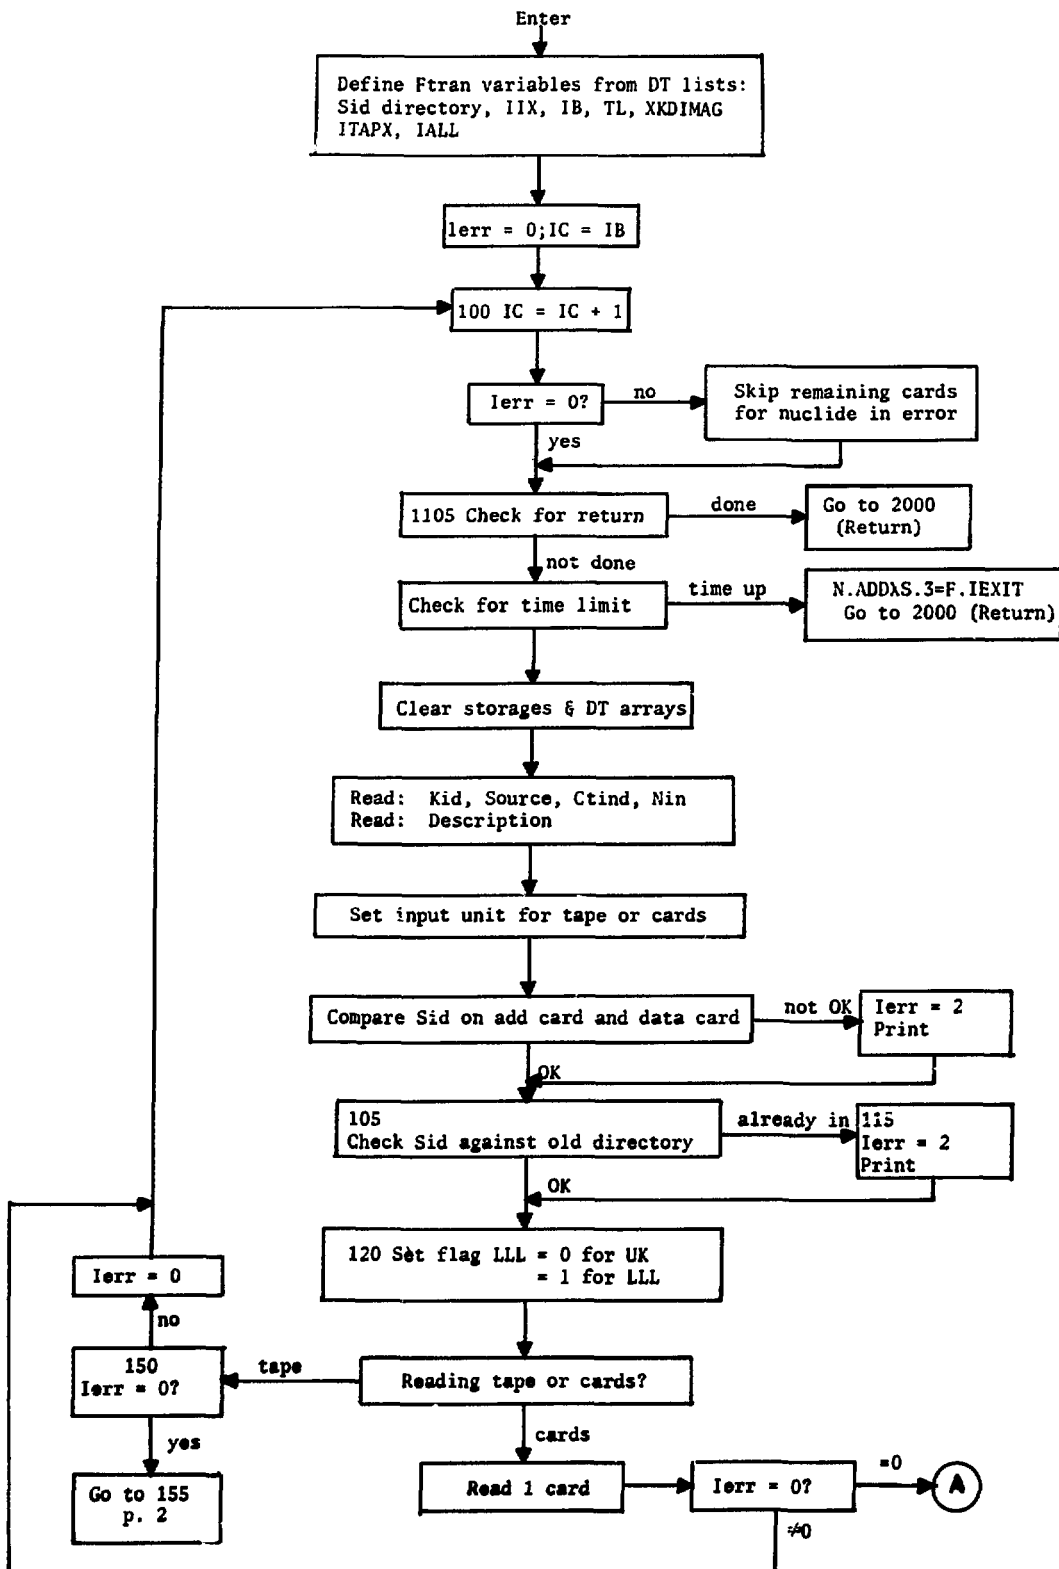 Enter
Define Ftran variables from DT lists:
Sid directory, IIX, IB, TL, XKDIMAG
ITAPX, IALL
Ierr = 0;IC = IB
100 IC = IC + 1
Ierr = 0?
no
Skip remaining cards
for nuclide in error
yes
1105 Check for return
done
Go to 2000
(Return)
not done
Check for time limit
time up
N.ADDXS.3=F.IEXIT
Go to 2000 (Return)
Clear storages & DT arrays
Read: Kid, Source, Ctind, Nin
Read: Description
Set input unit for tape or cards
Compare Sid on add card and data card
not OK
Ierr = 2
Print
OK
105
Check Sid against old directory
already in
115
Ierr = 2
Print
OK
120 Set flag LLL = 0 for UK
= 1 for LLL
Ierr = 0
no
150
Ierr = 0?
tape
Reading tape or cards?
yes
cards
Go to 155
p. 2
Read 1 card
Ierr = 0?
=0
A
≠0